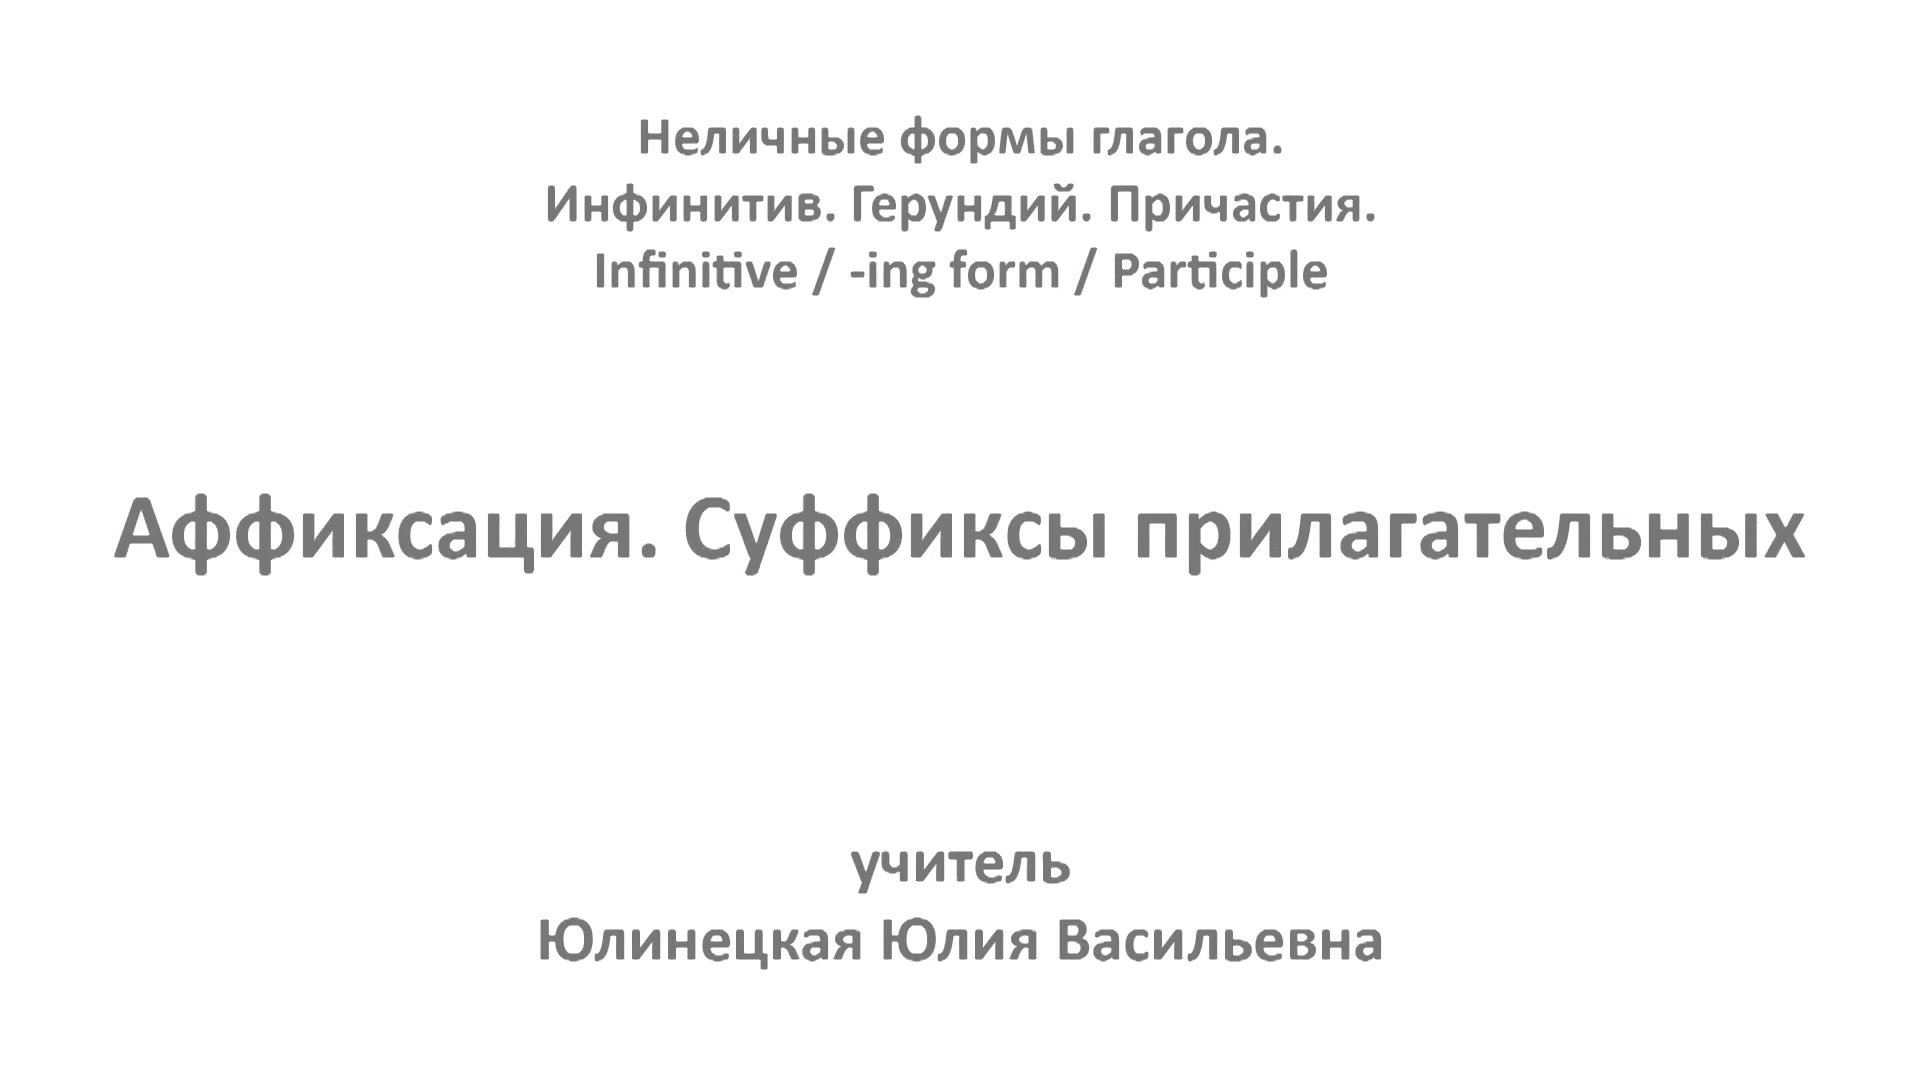 Неличные формы глагола.
Инфинитив. Герундий. Причастия.
Infinitive / -ing form / Participle
Аффиксация. Суффиксы прилагательных
учитель
Юлинецкая Юлия Васильевна